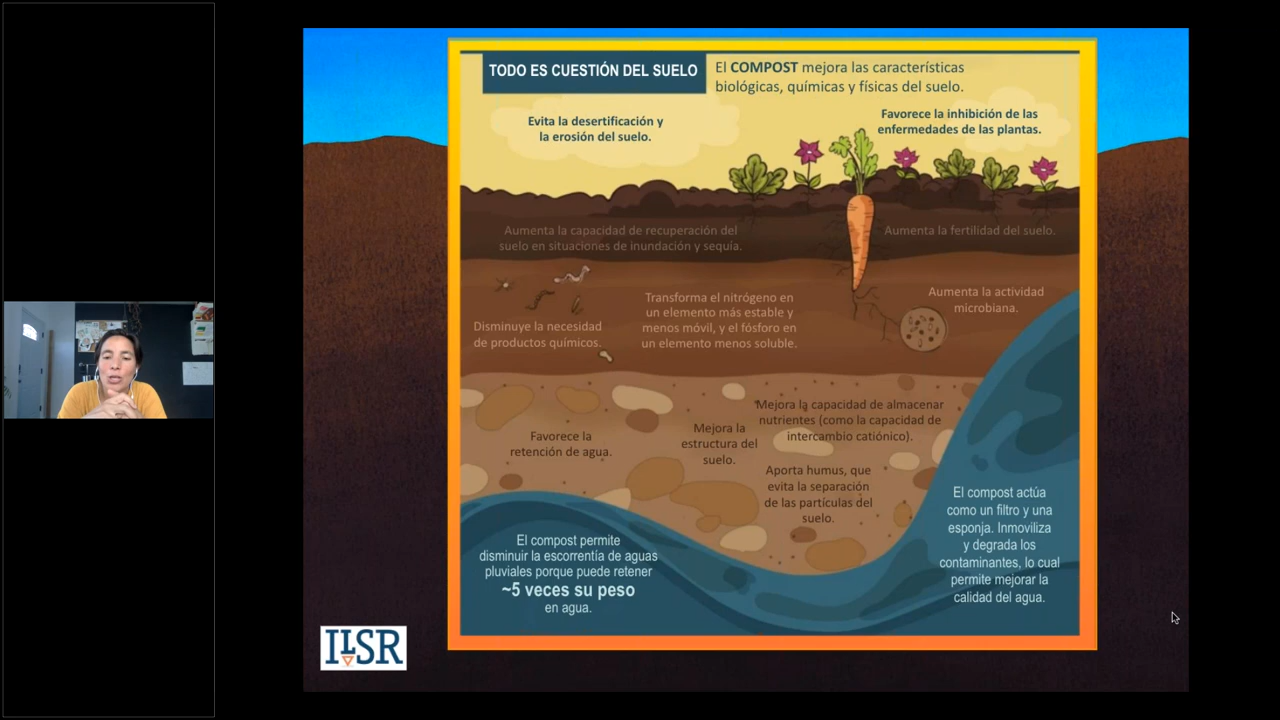 TODO ES CUESTIÓN DEL SUELO
El COMPOST mejora las características
biológicas, químicas y físicas del suelo.
Evita la desertificación y
la erosión del suelo.
Favorece la inhibición de las
enfermedades de las plantas.
Aumenta la capacidad de recuperación del
suelo en situaciones de inundación y sequía.
Aumenta la fertilidad del suelo.
Disminuye la necesidad
de productos químicos.
Transforma el nitrógeno en
un elemento más estable y
menos móvil, y el fósforo en
un elemento menos soluble.
Aumenta la actividad
microbiana.
Favorece la
retención de agua.
Mejora la
estructura del
suelo.
Mejora la capacidad de almacenar
nutrientes (como la capacidad de
intercambio catiónico).
Aporta humus, que
evita la separación
de las partículas del
suelo.
El compost permite
disminuir la escorrentía de aguas
pluviales porque puede retener
~5 veces su peso
en agua.
El compost actúa
como un filtro y una
esponja. Inmoviliza
y degrada los
contaminantes, lo cual
permite mejorar la
calidad del agua.
ILSR